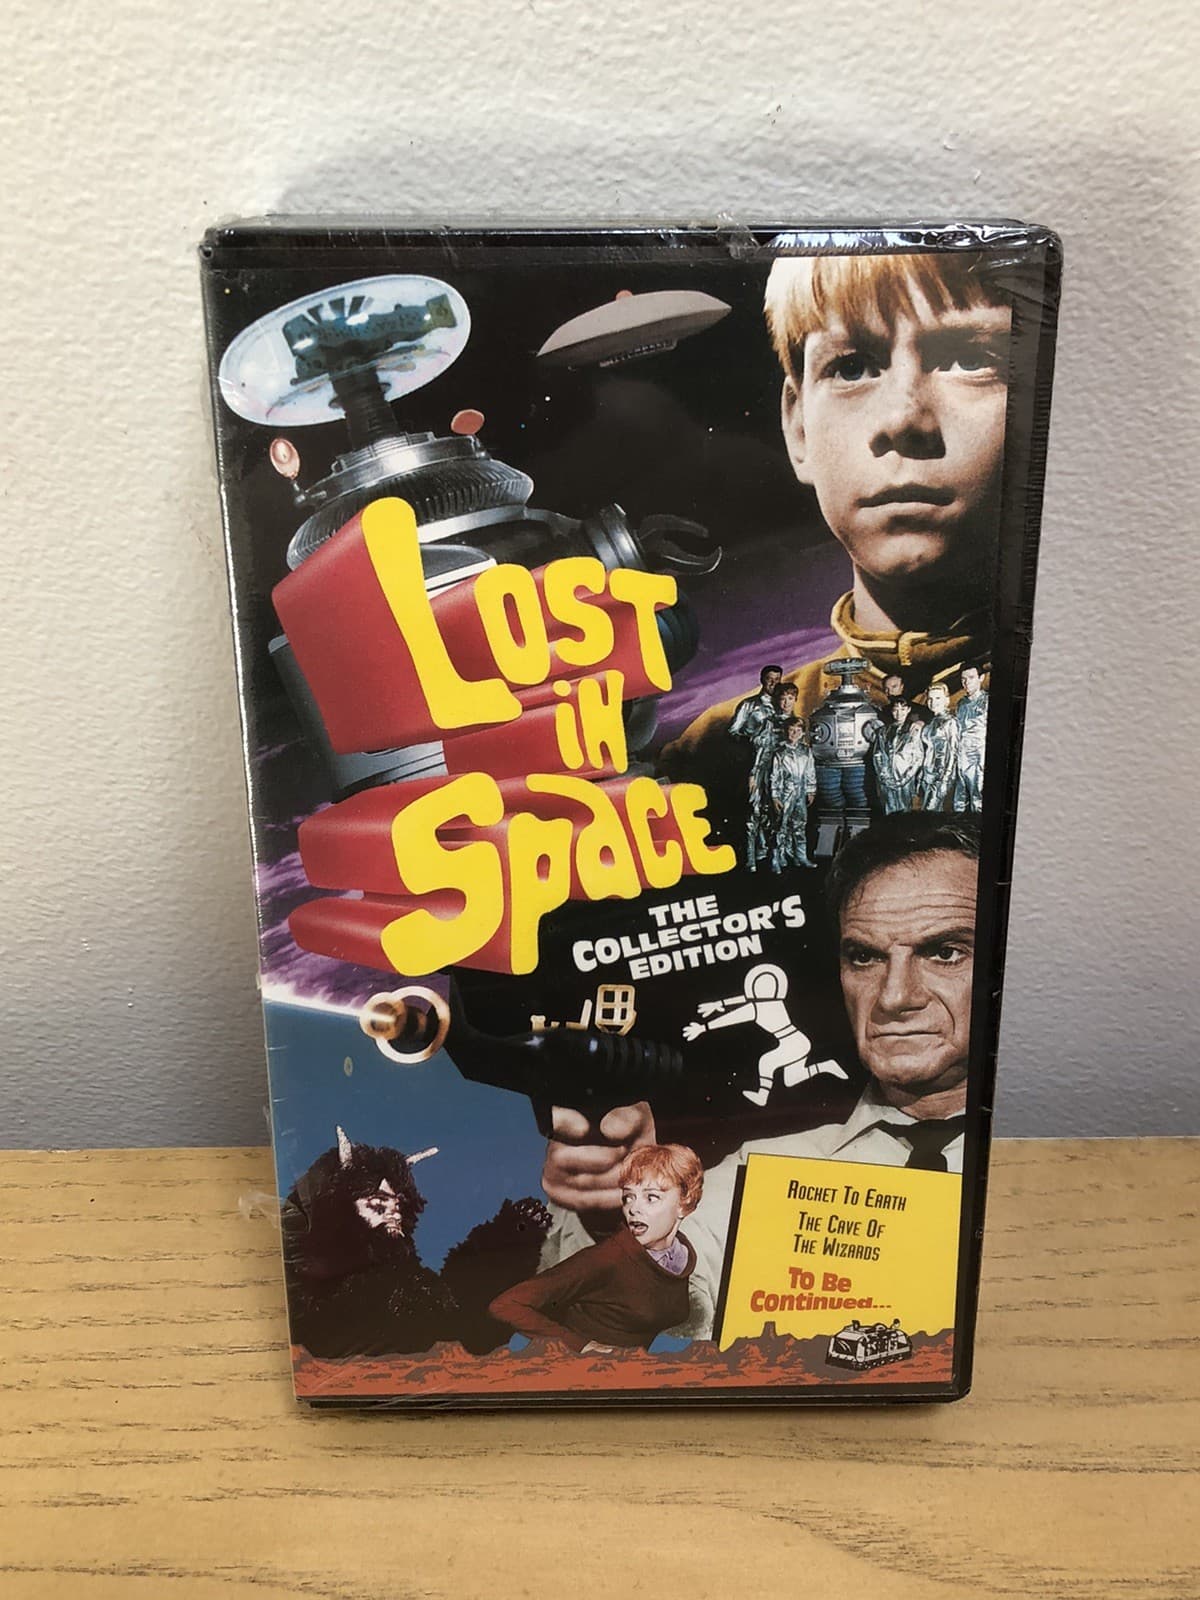 LOST
iN
SPaCE
THE
COLLECTOR'S
EDITION
ROCKET TO EARTH
THE CAVE OF
THE WIZARDS
TO BE
CONTINUED...